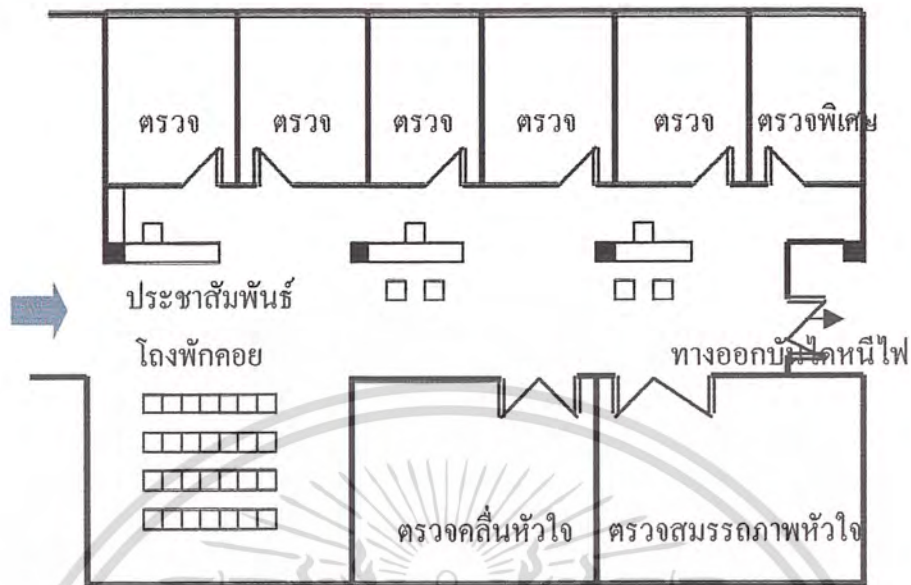 ตรวจ ตรวจ ตรวจ ตรวจ ตรวจ ตรวจพิเศษ
ประชาสัมพันธ์
โถงพักคอย
ทางออกบันไดหนีไฟ
ตรวจคลื่นหัวใจ ตรวจสมรรถภาพหัวใจ